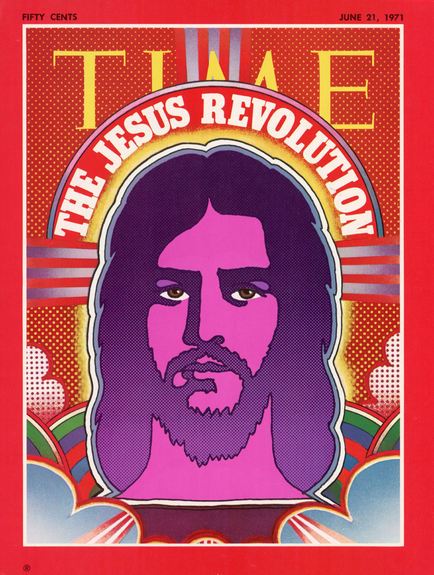 FIFTY CENTS
JUNE 21, 1971
TIME
THE JESUS REVOLUTION
®